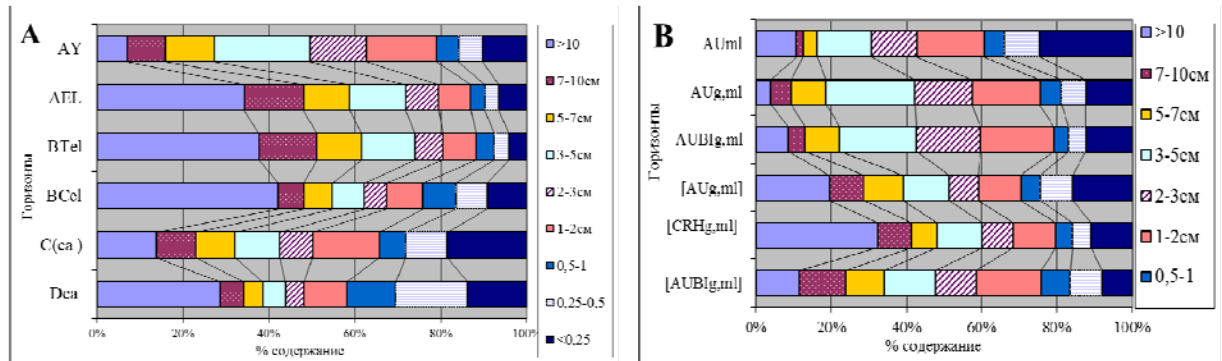 А
AY
AEL
BTel
BCel
C(ca)
Dca
Горизонты
0%
20%
40%
60%
80%
100%
% содержание
>10
7-10см
5-7см
3-5см
2-3см
1-2см
0,5-1
0,25-0,5
<0,25
В
AUml
AUg,ml
AUBIg,ml
[AUg,ml]
[CRHg,ml]
[AUBIg,ml]
Горизонты
0%
20%
40%
60%
80%
100%
% содержание
>10
7-10см
5-7см
3-5см
2-3см
1-2см
0,5-1